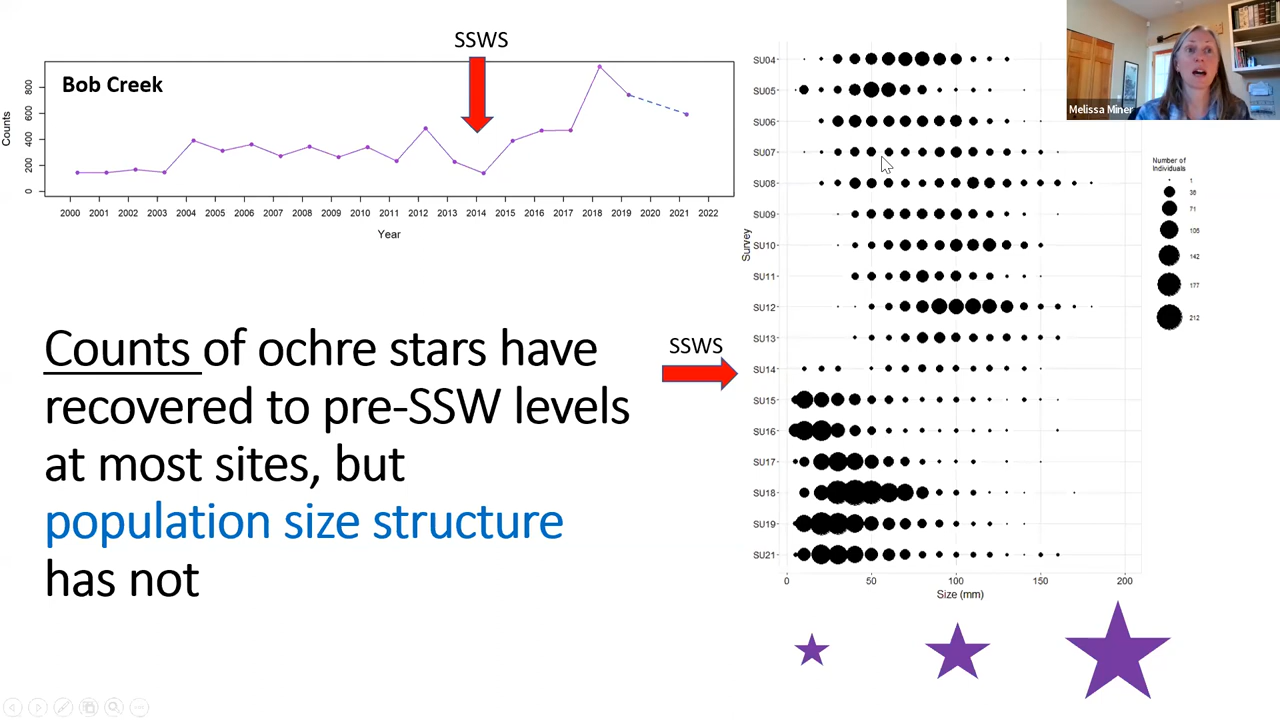 SSWS
Bob Creek
Counts
800
600
400
200
0
2000 2001 2002 2003 2004 2005 2006 2007 2008 2009 2010 2011 2012 2013 2014 2015 2016 2017 2018 2019 2020 2021 2022
Year
Counts of ochre stars have
recovered to pre-SSW levels
at most sites, but
population size structure
has not
SSWS
Survey
SU04
SU05
SU06
SU07
SU08
SU09
SU10
SU11
SU12
SU13
SU14
SU15
SU16
SU17
SU18
SU19
SU21
0 50 100 150 200
Size (mm)
Melissa Miner
Number of
Individuals
1
36
71
106
142
177
212